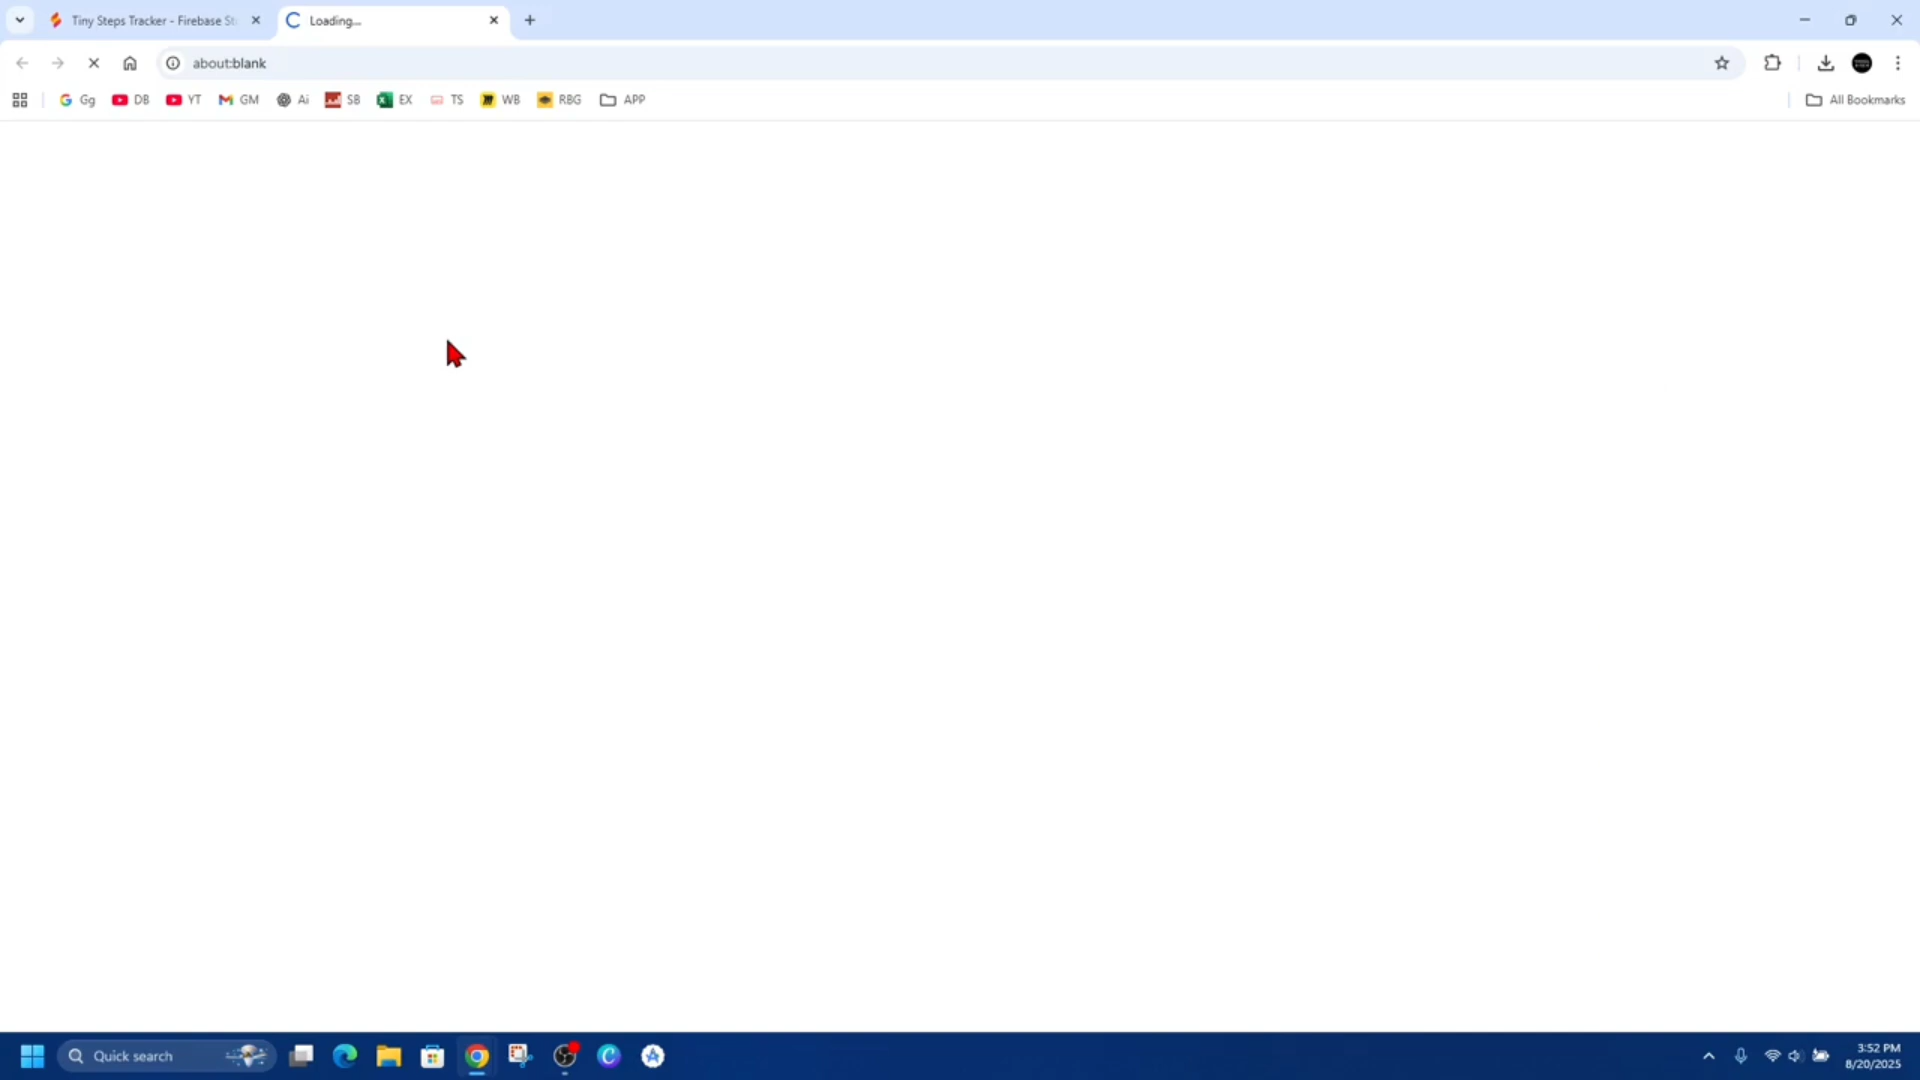 Tiny Steps Tracker - Firebase St
Loading...
about:blank
Gg
DB
YT
GM
Ai
SB
EX
TS
WB
RBG
APP
All Bookmarks
Quick search
3:52 PM
8/20/2025